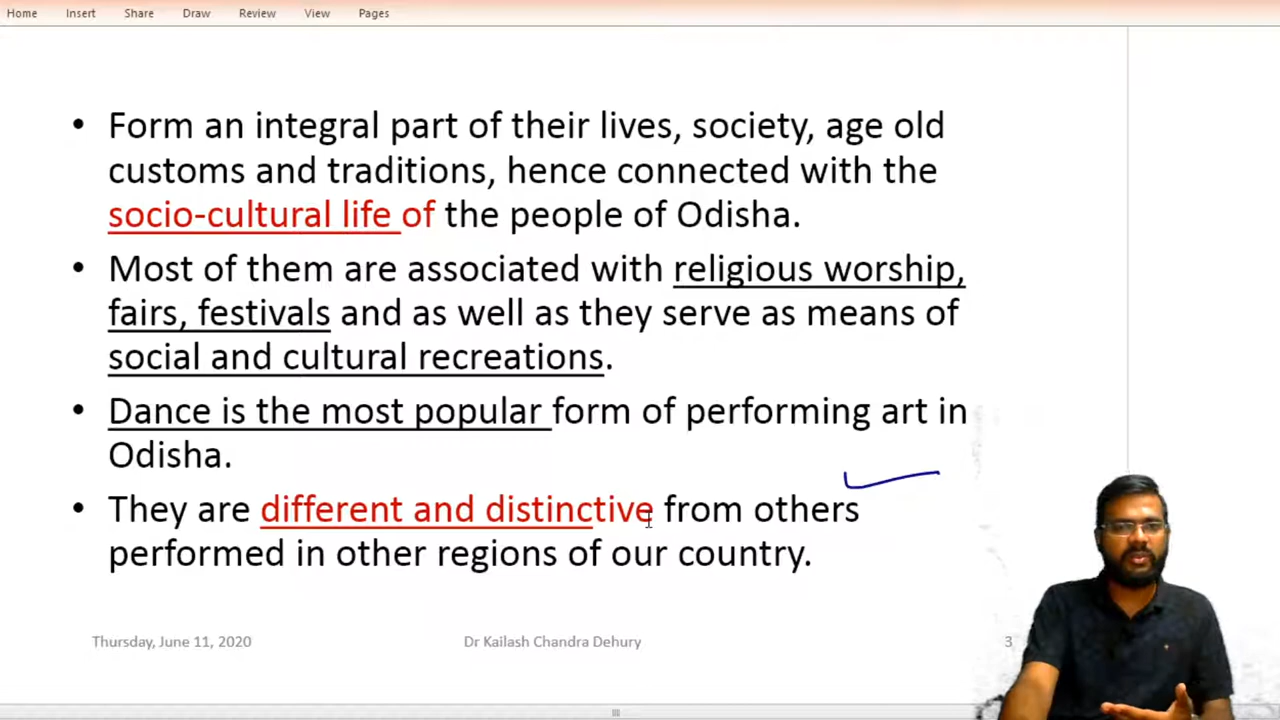 Home Insert Share Draw Review View Pages
• Form an integral part of their lives, society, age old
customs and traditions, hence connected with the
socio-cultural life of the people of Odisha.
• Most of them are associated with religious worship,
fairs, festivals and as well as they serve as means of
social and cultural recreations.
• Dance is the most popular form of performing art in
Odisha.
• They are different and distinctive from others
performed in other regions of our country.
Thursday, June 11, 2020 Dr Kailash Chandra Dehury 3